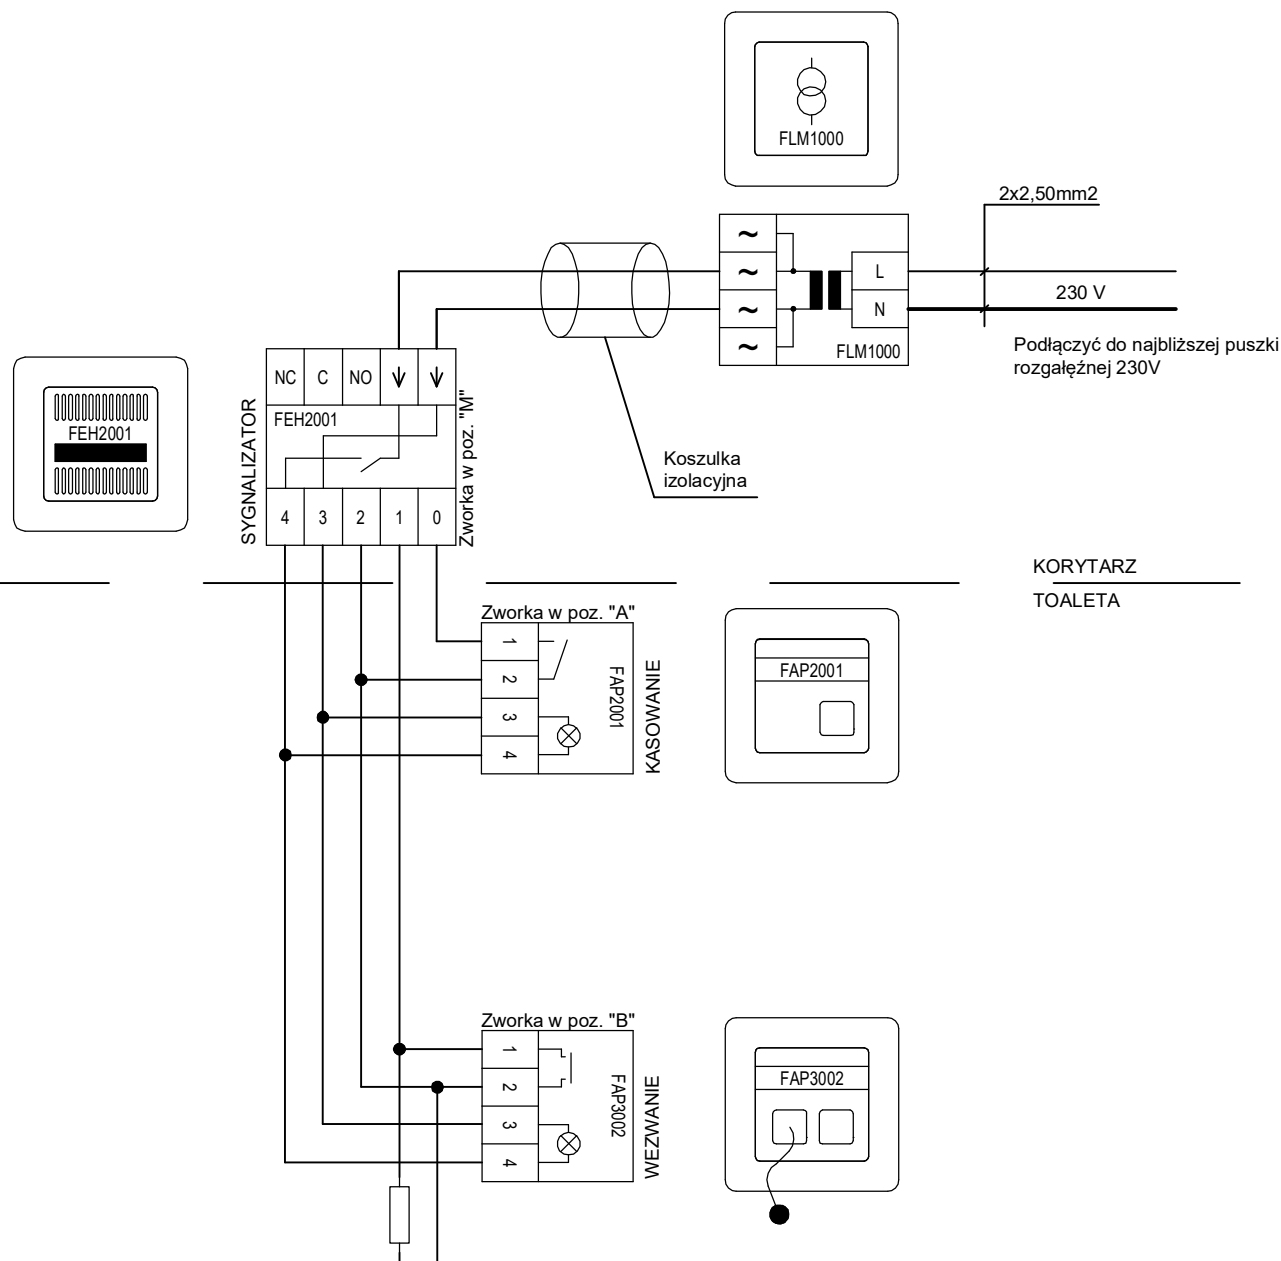 FLM1000
2x2,50mm2
~
~
~
~
L
N
FLM1000
230 V
Podłączyć do najbliższej puszki
rozgałęźnej 230V
FEH2001
SYGNALIZATOR
NC C NO
FEH2001
4 3 2 1 0
Zworka w poz. "M"
Koszulka
izolacyjna
KORYTARZ
TOALETA
Zworka w poz. "A"
1
2
3
4
FAP2001
KASOWANIE
FAP2001
Zworka w poz. "B"
1
2
3
4
FAP3002
WEZWANIE
FAP3002